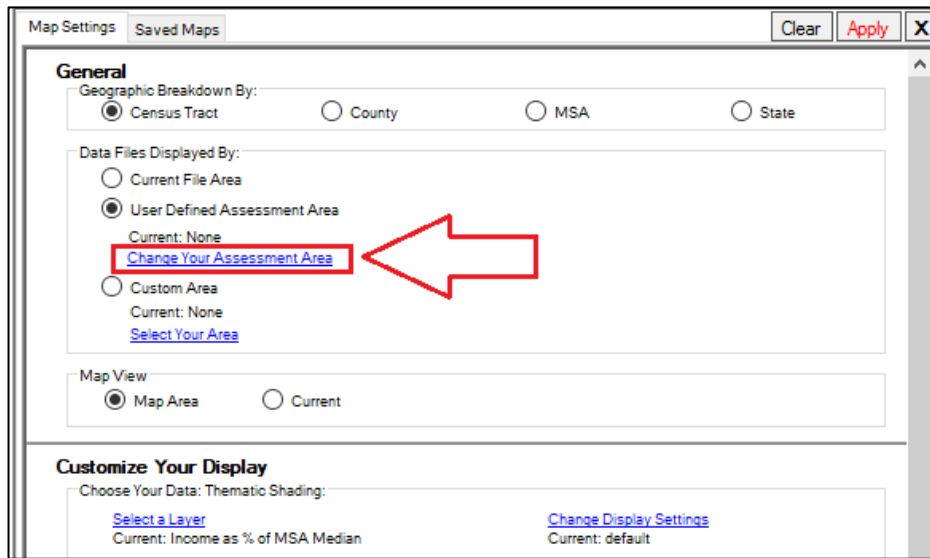 Map Settings Saved Maps Clear Apply X
General
Geographic Breakdown By:
Census Tract County MSA State
Data Files Displayed By:
Current File Area
User Defined Assessment Area
Current: None
Change Your Assessment Area
Custom Area
Current: None
Select Your Area
Map View
Map Area Current
Customize Your Display
Choose Your Data: Thematic Shading:
Select a Layer Change Display Settings
Current: Income as % of MSA Median Current: default